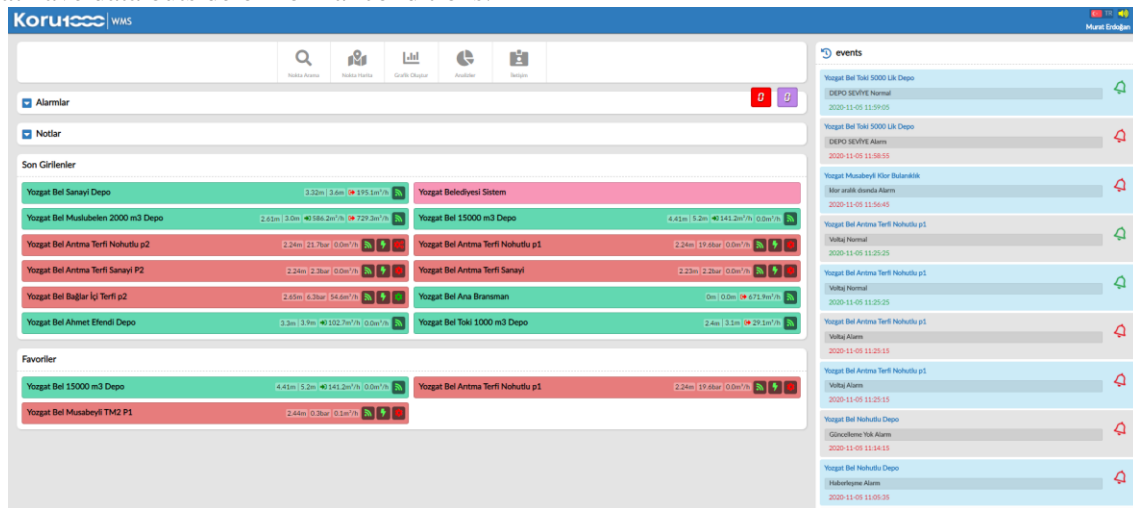 Koru1000 WMS
TR
Murat Erdoğan
Nokta Arama
Nokta Harita
Grafik Oluştur
Analizler
İletişim
Alarmlar
0 0
Notlar
Son Girilenler
Yozgat Bel Sanayi Depo 3.32m 3.6m 195.1m³/h
Yozgat Belediyesi Sistem
Yozgat Bel Muslubelen 2000 m3 Depo 2.61m 3.0m 586.2m³/h 729.3m³/h
Yozgat Bel 15000 m3 Depo 4.41m 5.2m 141.2m³/h 0.0m³/h
Yozgat Bel Arıtma Terfi Nohutlu p2 2.24m 21.7bar 0.0m³/h
Yozgat Bel Arıtma Terfi Nohutlu p1 2.24m 19.6bar 0.0m³/h
Yozgat Bel Arıtma Terfi Sanayi P2 2.24m 2.3bar 0.0m³/h
Yozgat Bel Arıtma Terfi Sanayi 2.23m 2.2bar 0.0m³/h
Yozgat Bel Bağlar İçi Terfi p2 2.65m 6.3bar 54.6m³/h
Yozgat Bel Ana Bransman 0m 0.0m 671.9m³/h
Yozgat Bel Ahmet Efendi Depo 3.3m 3.9m 102.7m³/h 0.0m³/h
Yozgat Bel Toki 1000 m3 Depo 2.4m 3.1m 29.1m³/h
Favoriler
Yozgat Bel 15000 m3 Depo 4.41m 5.2m 141.2m³/h 0.0m³/h
Yozgat Bel Arıtma Terfi Nohutlu p1 2.24m 19.6bar 0.0m³/h
Yozgat Bel Musabeyli TM2 P1 2.44m 0.3bar 0.1m³/h
events
Yozgat Bel Toki 5000 Lik Depo
DEPO SEVİYE Normal
2020-11-05 11:59:05
Yozgat Bel Toki 5000 Lik Depo
DEPO SEVİYE Alarm
2020-11-05 11:58:55
Yozgat Musabeyli Klor Bulanıklık
klor aralık dışında Alarm
2020-11-05 11:56:45
Yozgat Bel Arıtma Terfi Nohutlu p1
Voltaj Normal
2020-11-05 11:25:25
Yozgat Bel Arıtma Terfi Nohutlu p1
Voltaj Normal
2020-11-05 11:25:25
Yozgat Bel Arıtma Terfi Nohutlu p1
Voltaj Alarm
2020-11-05 11:25:15
Yozgat Bel Arıtma Terfi Nohutlu p1
Voltaj Alarm
2020-11-05 11:25:15
Yozgat Bel Nohutlu Depo
Güncelleme Yok Alarm
2020-11-05 11:14:15
Yozgat Bel Nohutlu Depo
Haberleşme Alarm
2020-11-05 11:05:35